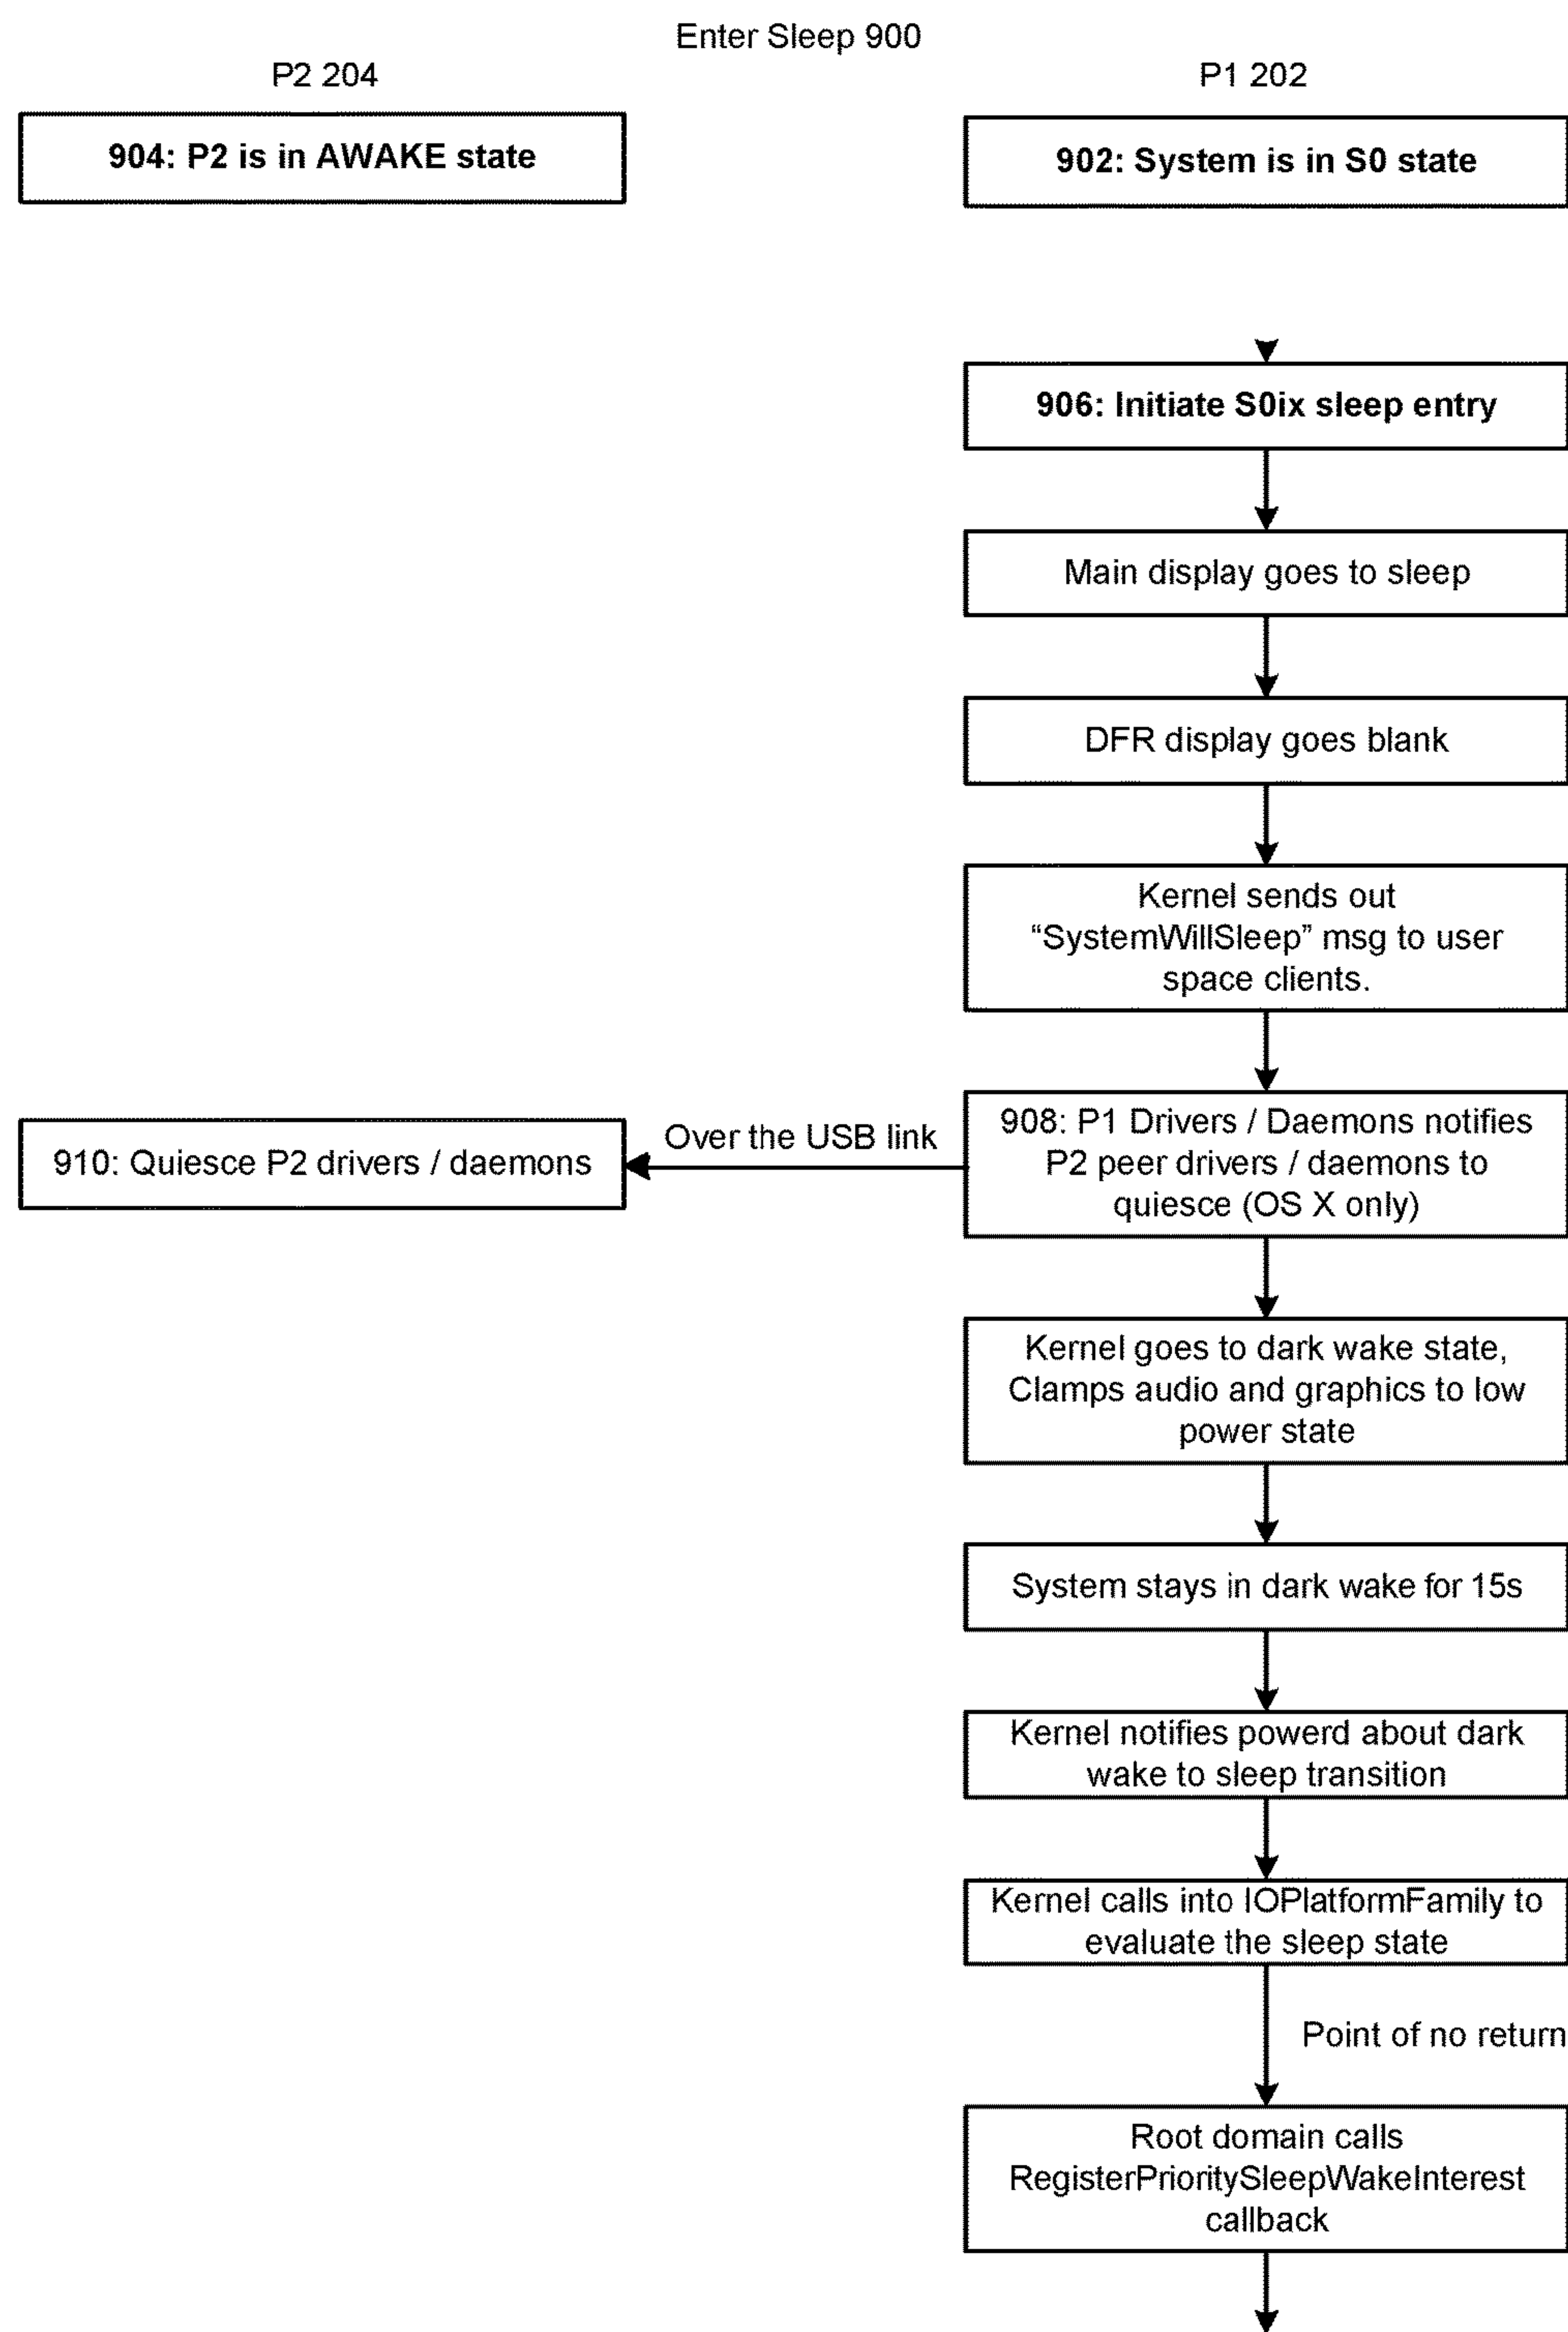 Enter Sleep 900
P2 204
P1 202
904: P2 is in AWAKE state
902: System is in S0 state
906: Initiate S0ix sleep entry
Main display goes to sleep
DFR display goes blank
Kernel sends out
“SystemWillSleep” msg to user
space clients.
910: Quiesce P2 drivers / daemons
Over the USB link
908: P1 Drivers / Daemons notifies
P2 peer drivers / daemons to
quiesce (OS X only)
Kernel goes to dark wake state,
Clamps audio and graphics to low
power state
System stays in dark wake for 15s
Kernel notifies powerd about dark
wake to sleep transition
Kernel calls into IOPlatformFamily to
evaluate the sleep state
Point of no return
Root domain calls
RegisterPrioritySleepWakeInterest
callback